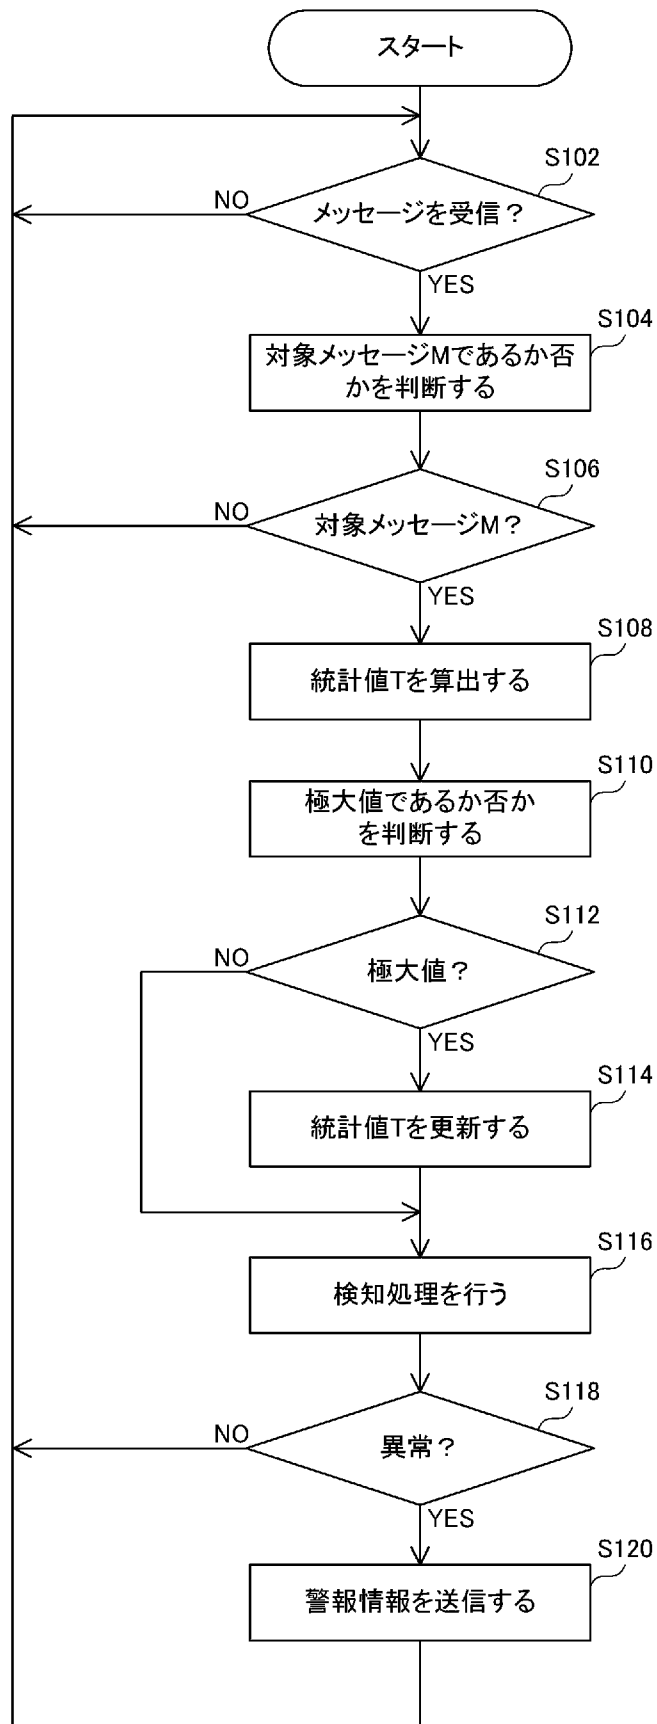 スタート
S102
メッセージを受信？
NO
YES
S104
対象メッセージMであるか否
かを判断する
S106
対象メッセージM？
NO
YES
S108
統計値Tを算出する
S110
極大値であるか否か
を判断する
S112
極大値？
NO
YES
S114
統計値Tを更新する
S116
検知処理を行う
S118
異常？
NO
YES
S120
警報情報を送信する